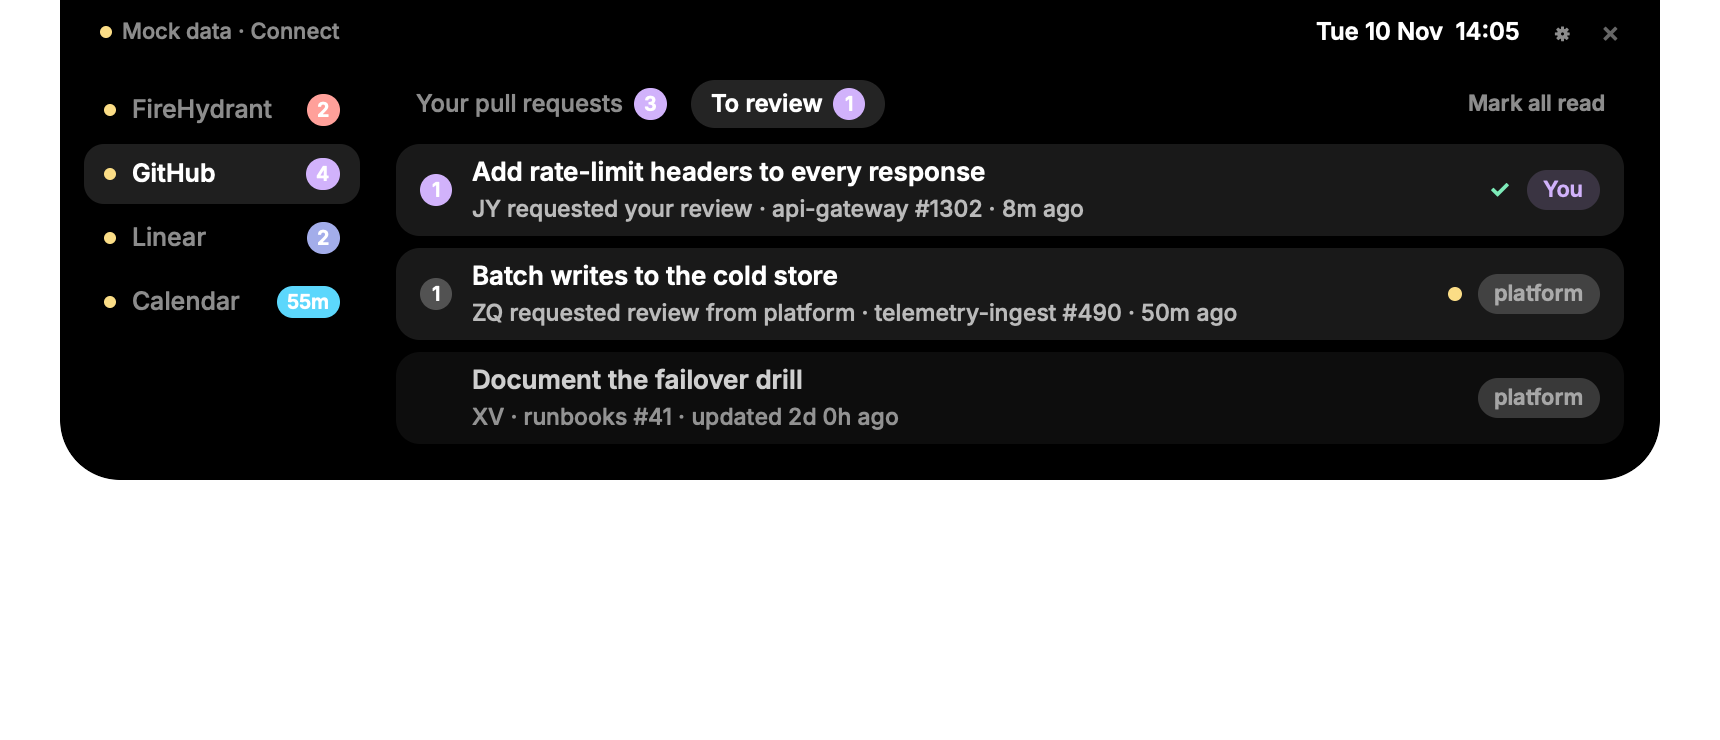 Mock data · Connect
Tue 10 Nov 14:05
FireHydrant 2
GitHub 4
Linear 2
Calendar 55m
Your pull requests 3
To review 1
Mark all read
1
Add rate-limit headers to every response
JY requested your review · api-gateway #1302 · 8m ago
You
1
Batch writes to the cold store
ZQ requested review from platform · telemetry-ingest #490 · 50m ago
platform
Document the failover drill
XV · runbooks #41 · updated 2d 0h ago
platform